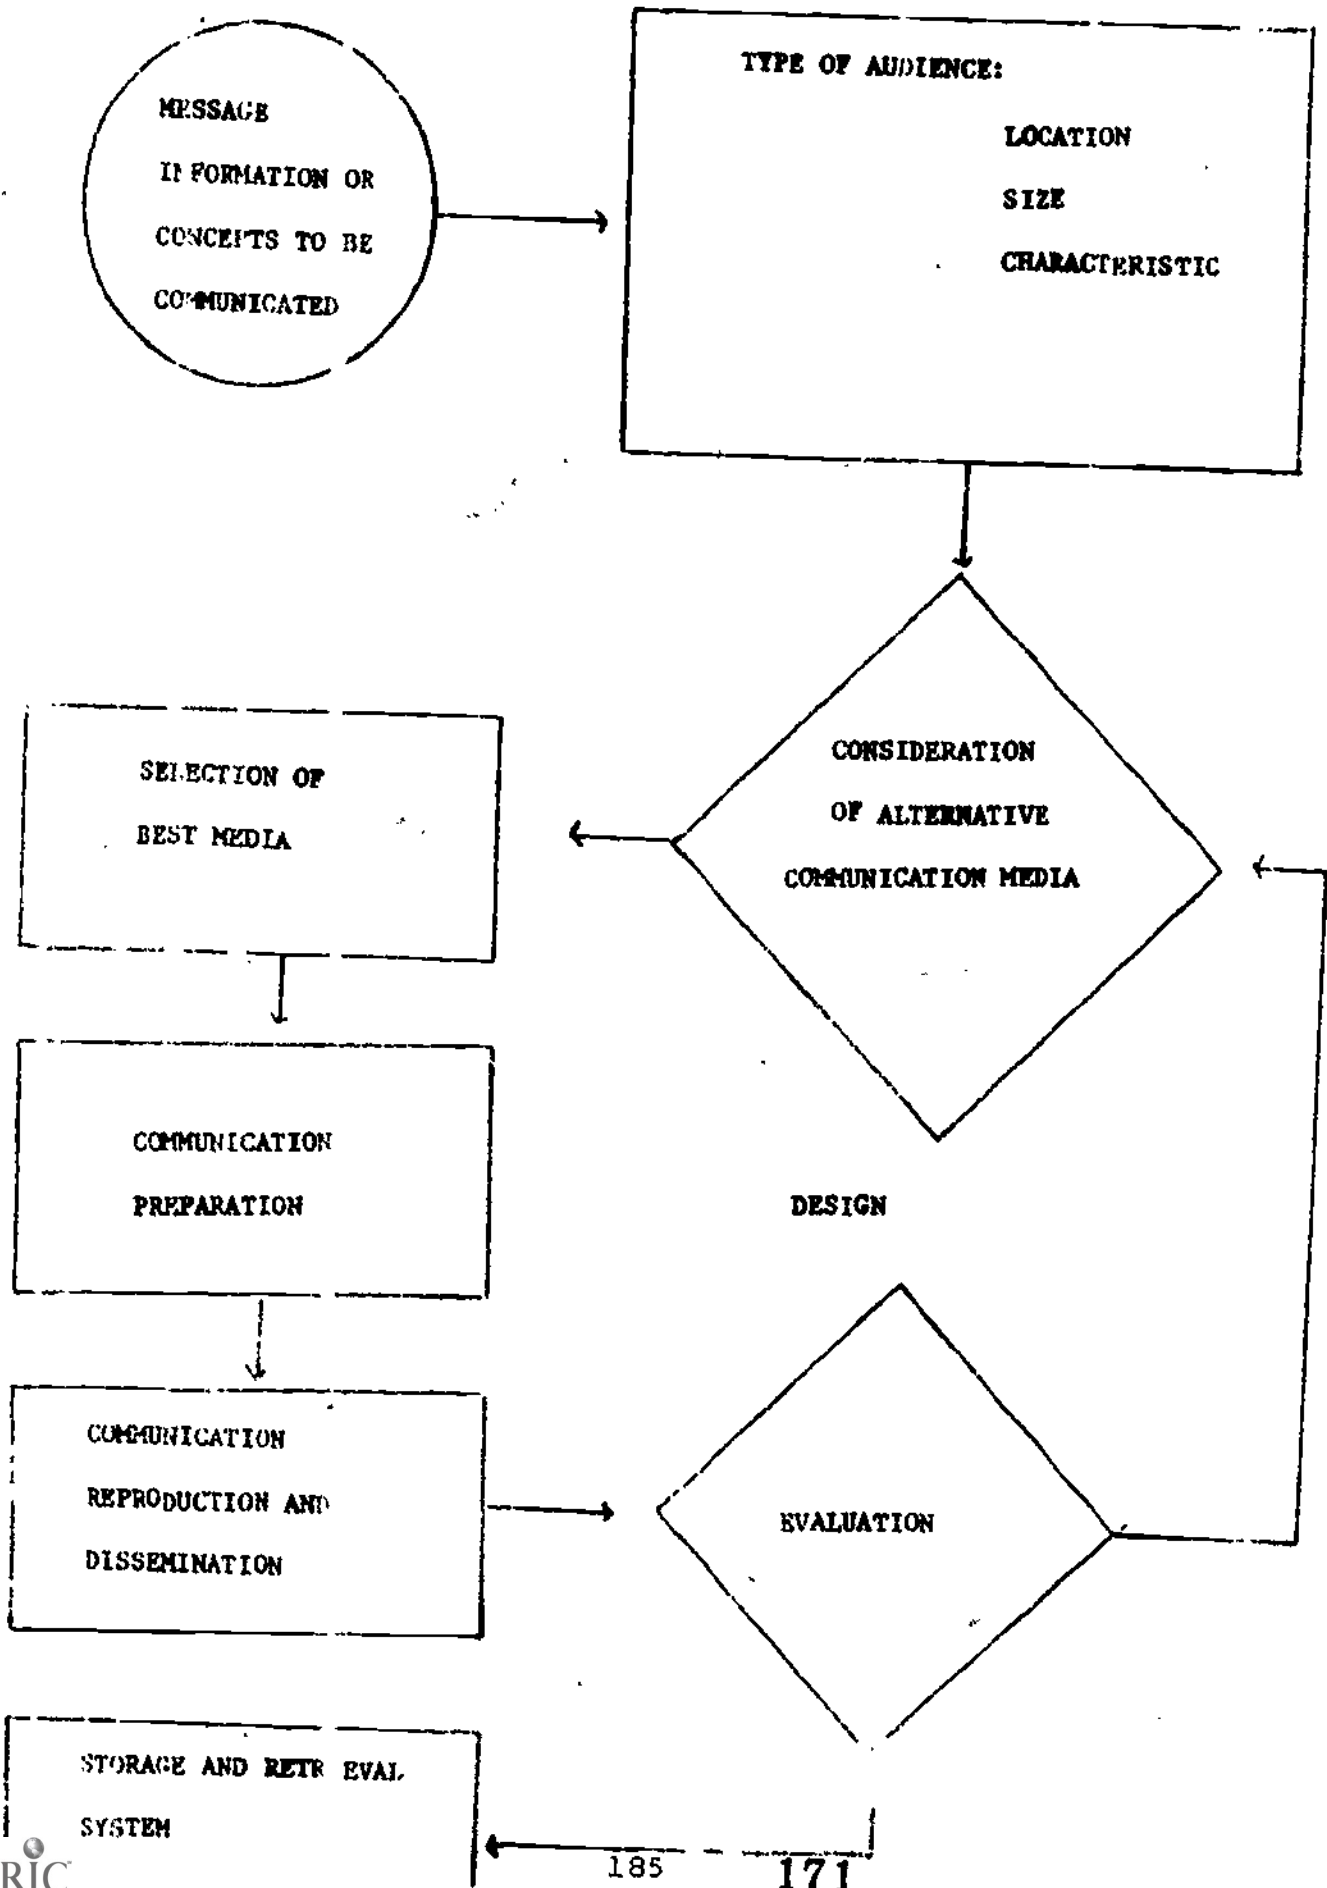 MESSAGE
INFORMATION OR
CONCEPTS TO BE
COMMUNICATED
TYPE OF AUDIENCE:
LOCATION
SIZE
CHARACTERISTIC
CONSIDERATION
OF ALTERNATIVE
COMMUNICATION MEDIA
SELECTION OF
BEST MEDIA
COMMUNICATION
PREPARATION
DESIGN
COMMUNICATION
REPRODUCTION AND
DISSEMINATION
EVALUATION
STORAGE AND RETR EVAL
SYSTEM
185
171
RIC